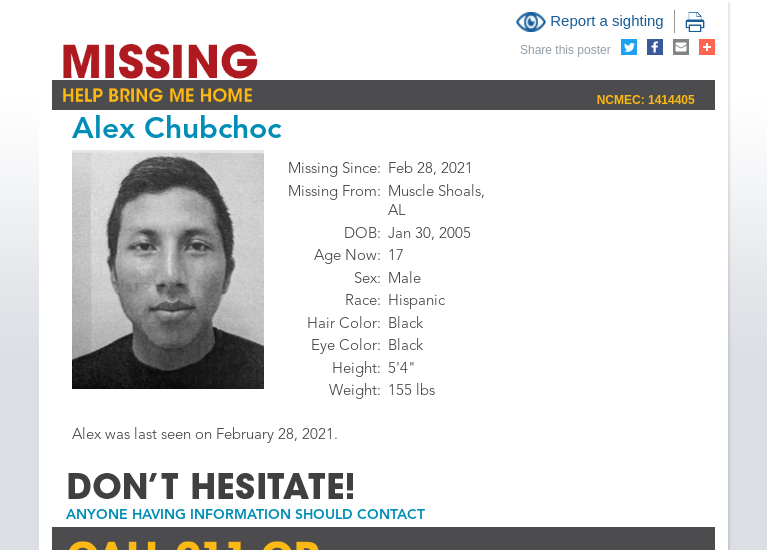 Report a sighting
Share this poster
MISSING
HELP BRING ME HOME
NCMEC: 1414405
Alex Chubchoc
Missing Since: Feb 28, 2021
Missing From: Muscle Shoals,
AL
DOB: Jan 30, 2005
Age Now: 17
Sex: Male
Race: Hispanic
Hair Color: Black
Eye Color: Black
Height: 5'4"
Weight: 155 lbs
Alex was last seen on February 28, 2021.
DON'T HESITATE!
ANYONE HAVING INFORMATION SHOULD CONTACT
CALL 911 OR